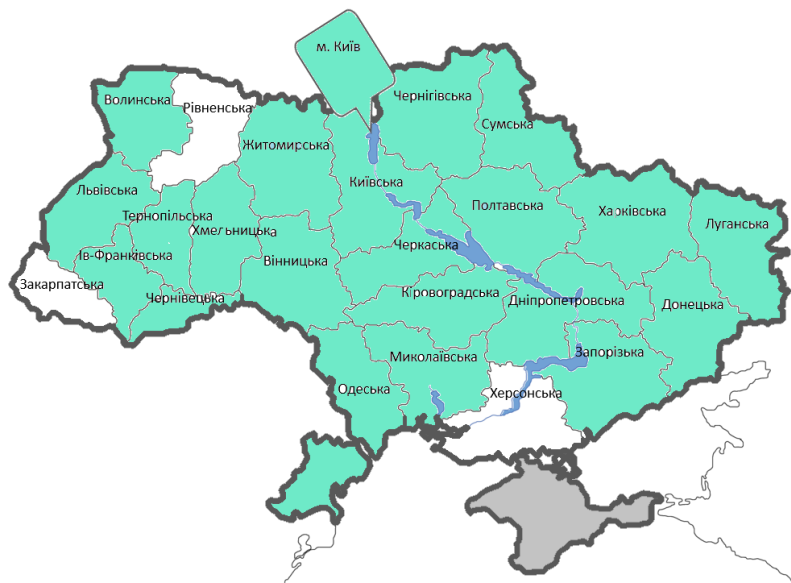 м. Київ
Чернігівська
Волинська
Рівненська
Сумська
Житомирська
Київська
Львівська
Полтавська
Харківська
Тернопільська
Луганська
Хмельницька
Черкаська
Ів-Франківська
Вінницька
Закарпатська
Чернівецька
Кіровоградська
Дніпропетровська
Донецька
Миколаївська
Запорізька
Одеська
Херсонська